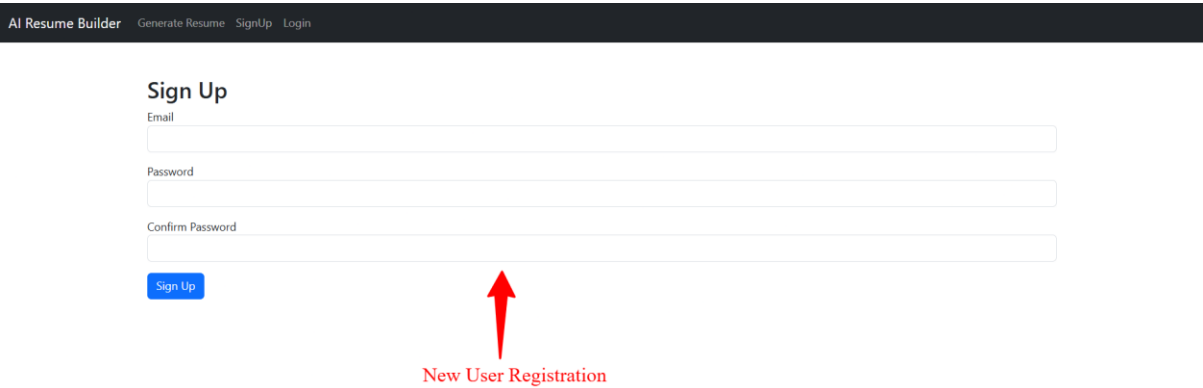 AI Resume Builder Generate Resume SignUp Login
Sign Up
Email
Password
Confirm Password
Sign Up
New User Registration